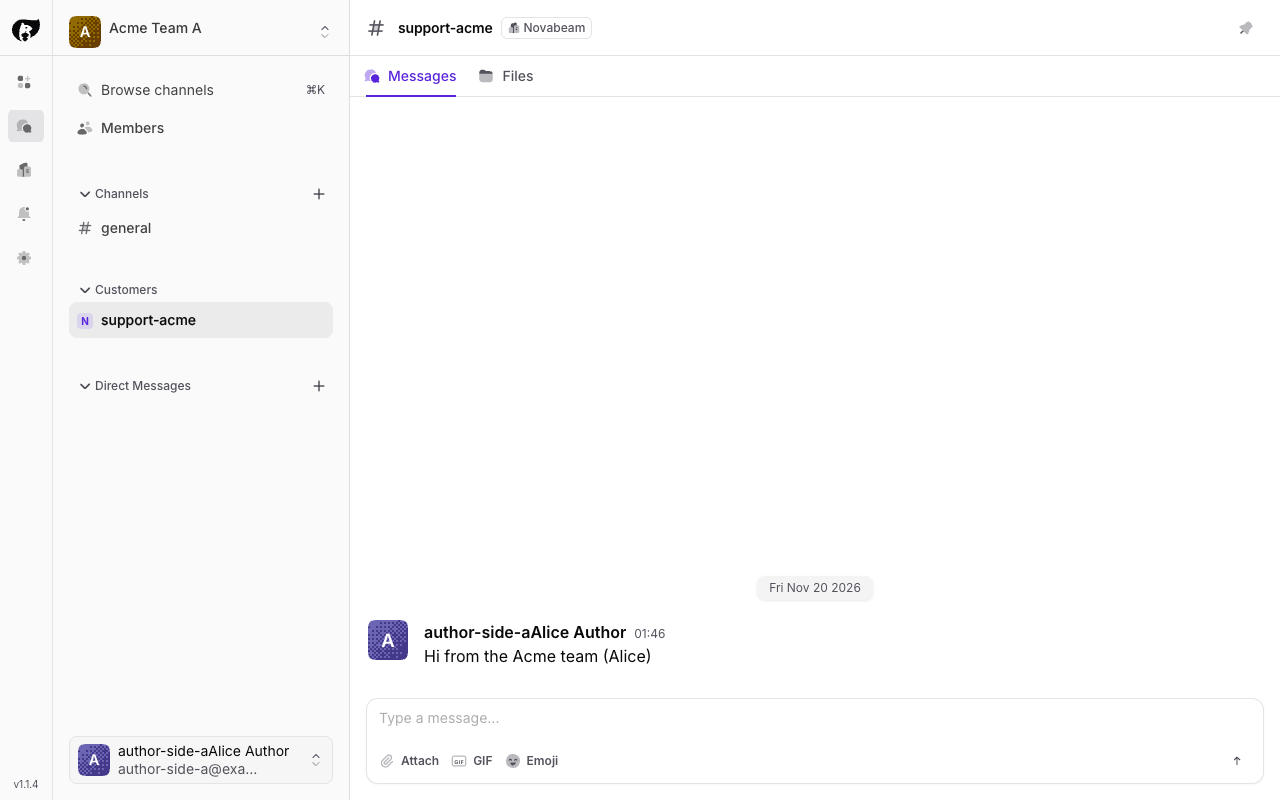 A
Acme Team A
Browse channels
⌘K
Members
Channels
general
Customers
N
support-acme
Direct Messages
A
author-side-aAlice Author
author-side-a@exa...
v1.1.4
support-acme
Novabeam
Messages
Files
Fri Nov 20 2026
A
author-side-aAlice Author 01:46
Hi from the Acme team (Alice)
Type a message...
Attach
GIF
GIF
Emoji